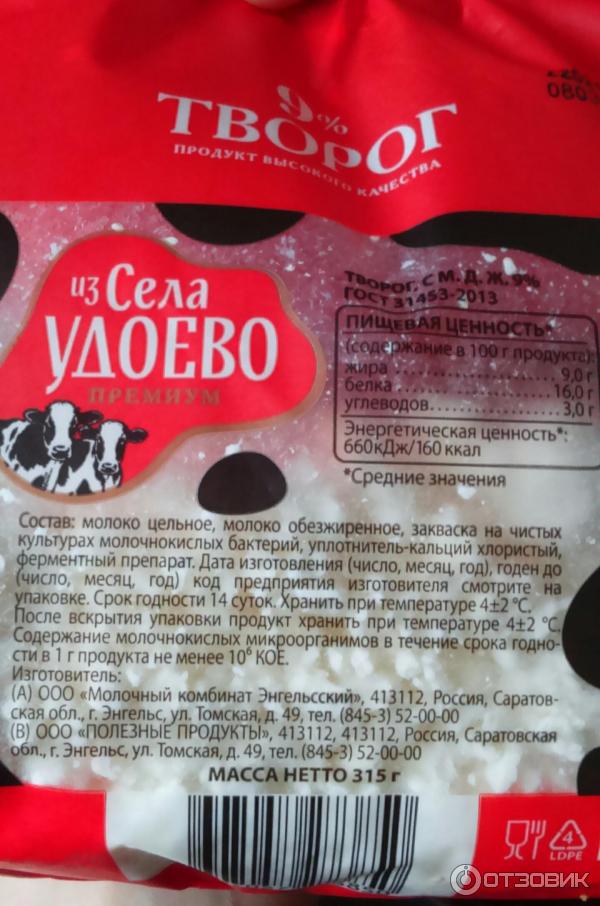 9%
ТВОРОГ
ПРОДУКТ ВЫСОКОГО КАЧЕСТВА
из Села
УДОЕВО
ПРЕМИУМ
ТВОРОГ, С М. Д. Ж. 9%
ГОСТ 31453-2013
ПИЩЕВАЯ ЦЕННОСТЬ*
(содержание в 100 г продукта):
жира ........................ 9,0 г
белка ...................... 16,0 г
углеводов................. 3,0 г
Энергетическая ценность*:
660кДж/160 ккал
*Средние значения
Состав: молоко цельное, молоко обезжиренное, закваска на чистых
культурах молочнокислых бактерий, уплотнитель-кальций хлористый,
ферментный препарат. Дата изготовления (число, месяц, год), годен до
(число, месяц, год) код предприятия изготовителя смотрите на
упаковке. Срок годности 14 суток. Хранить при температуре 4±2 °С.
После вскрытия упаковки продукт хранить при температуре 4±2 °С.
Содержание молочнокислых микроорганимов в течение срока годно-
сти в 1 г продукта не менее 10⁶ КОЕ.
Изготовитель:
(А) ООО «Молочный комбинат Энгельсский», 413112, Россия, Саратов-
ская обл., г. Энгельс, ул. Томская, д. 49, тел. (845-3) 52-00-00
(В) ООО «ПОЛЕЗНЫЕ ПРОДУКТЫ», 413112, 413112, Россия, Саратовская
обл., г. Энгельс, ул. Томская, д. 49, тел. (845-3) 52-00-00
МАССА НЕТТО 315 г
4
LDPE
ОТЗОВИК